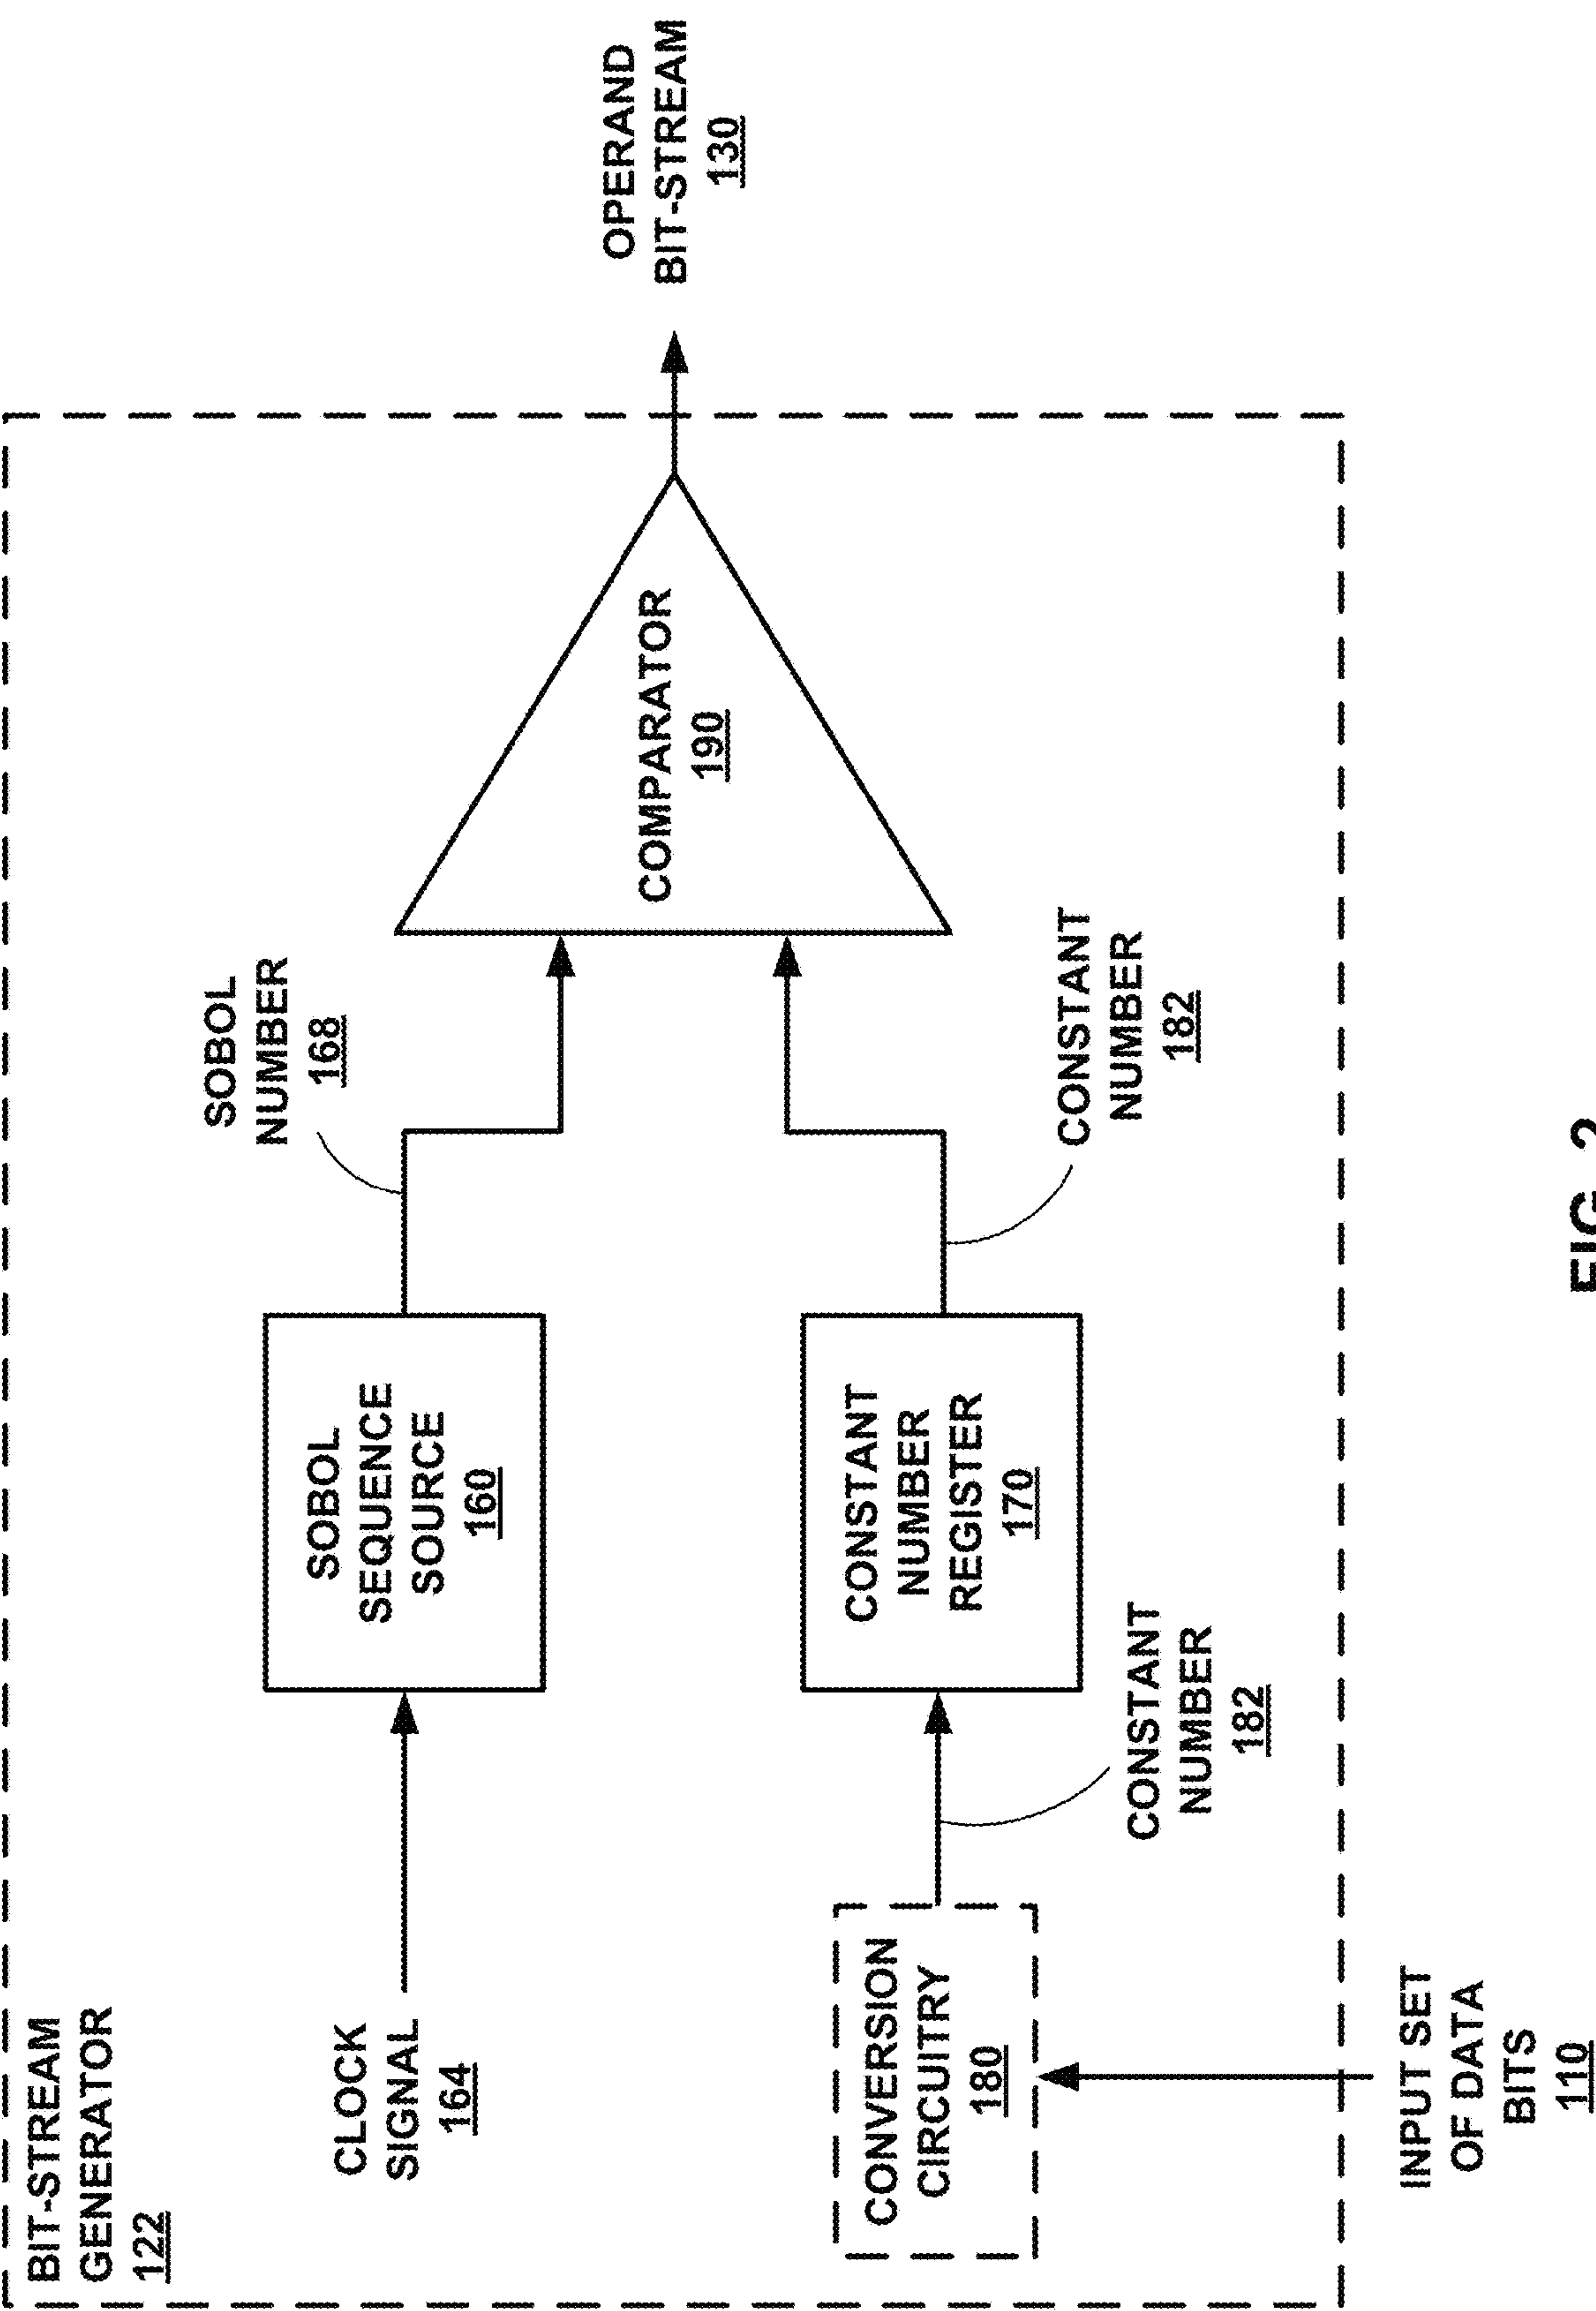 BIT-STREAM
GENERATOR
122
CLOCK
SIGNAL
164
SOBOL
SEQUENCE
SOURCE
160
SOBOL
NUMBER
168
CONVERSION
CIRCUITRY
180
CONSTANT
NUMBER
182
CONSTANT
NUMBER
REGISTER
170
CONSTANT
NUMBER
182
COMPARATOR
190
OPERAND
BIT-STREAM
130
INPUT SET
OF DATA
BITS
110
FIG. 2